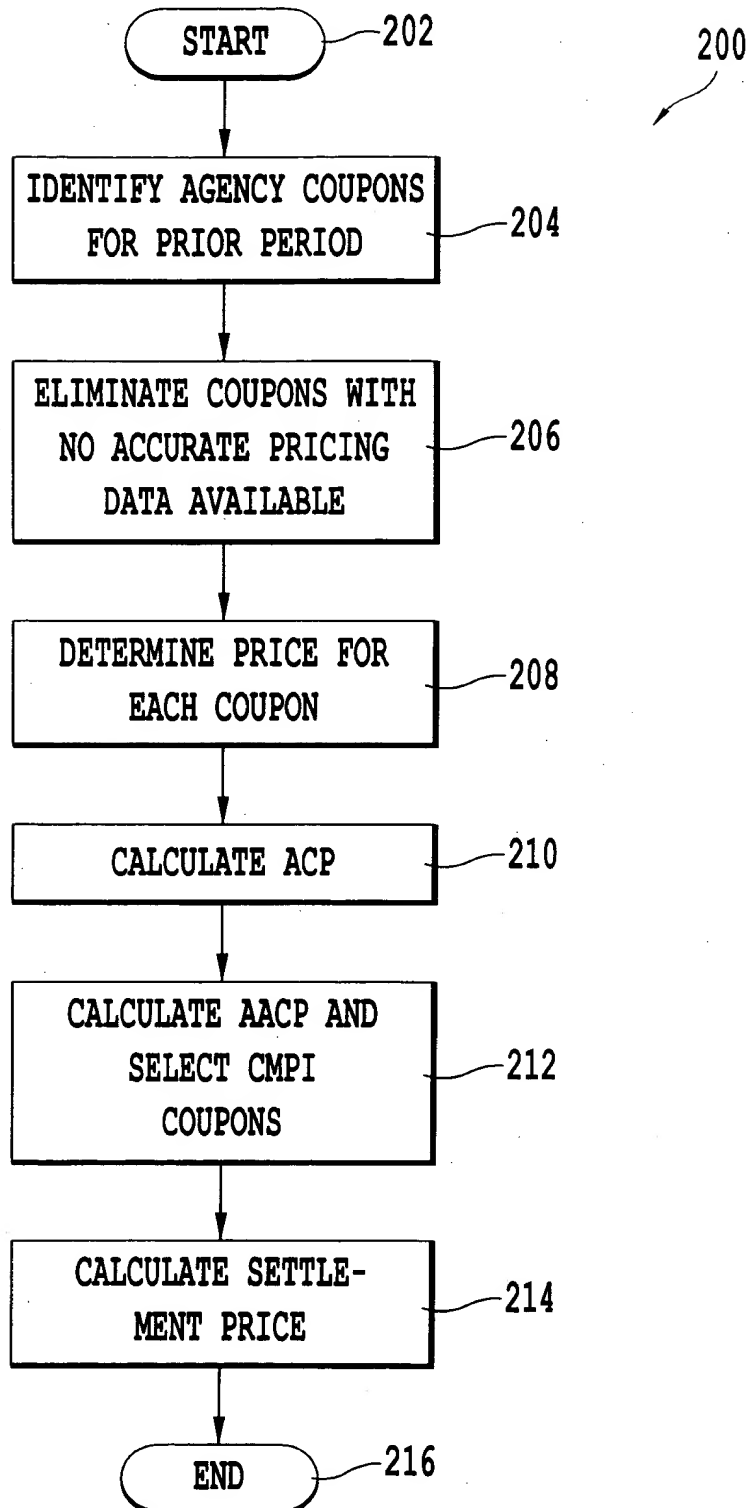 START
202
200
IDENTIFY AGENCY COUPONS
FOR PRIOR PERIOD
204
ELIMINATE COUPONS WITH
NO ACCURATE PRICING
DATA AVAILABLE
206
DETERMINE PRICE FOR
EACH COUPON
208
CALCULATE ACP
210
CALCULATE AACP AND
SELECT CMPI
COUPONS
212
CALCULATE SETTLE-
MENT PRICE
214
END
216